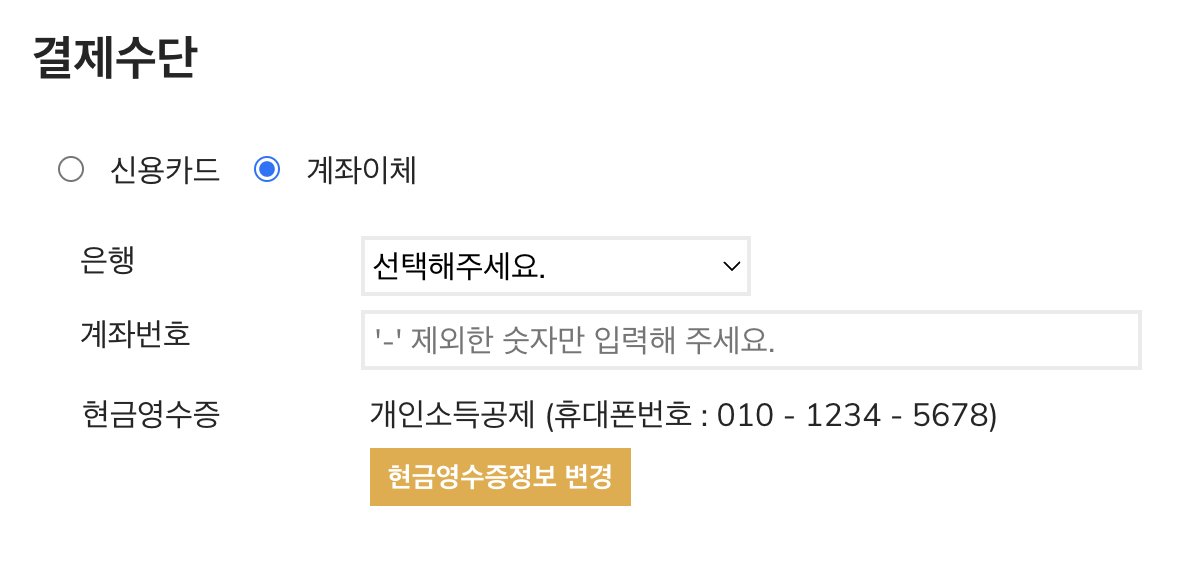 결제수단
신용카드 계좌이체
은행 선택해주세요.
계좌번호 '-' 제외한 숫자만 입력해 주세요.
현금영수증 개인소득공제 (휴대폰번호 : 010 - 1234 - 5678)
현금영수증정보 변경